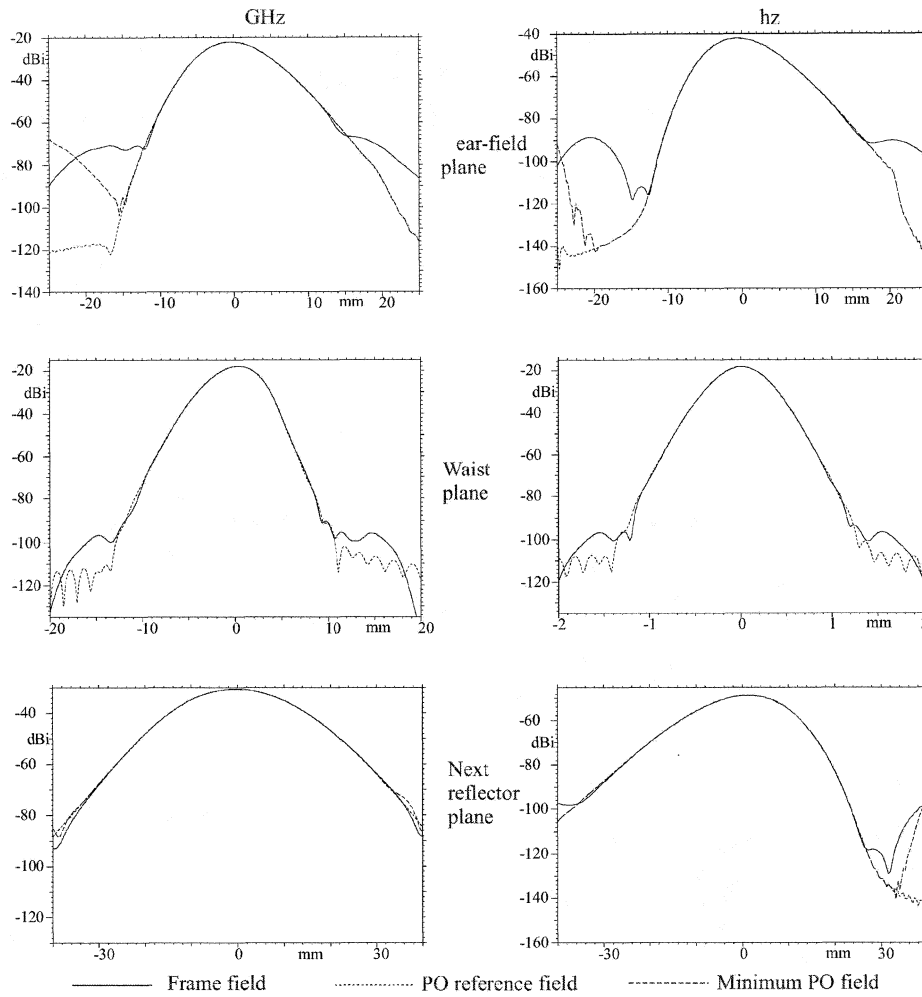 GHz
hz
-20
dBi
-40
-60
-80
-100
-120
-140
-20
-10
0
10
mm
20
ear-field
plane
-40
dBi
-60
-80
-100
-120
-140
-160
-20
-10
0
10
mm
20
-20
dBi
-40
-60
-80
-100
-120
-20
-10
0
10
mm
20
Waist
plane
-20
dBi
-40
-60
-80
-100
-120
-2
-1
0
1
mm
-40
dBi
-60
-80
-100
-120
-30
0
mm
30
Next
reflector
plane
-60
dBi
-80
-100
-120
-140
-160
-30
0
mm
30
Frame field
PO reference field
Minimum PO field